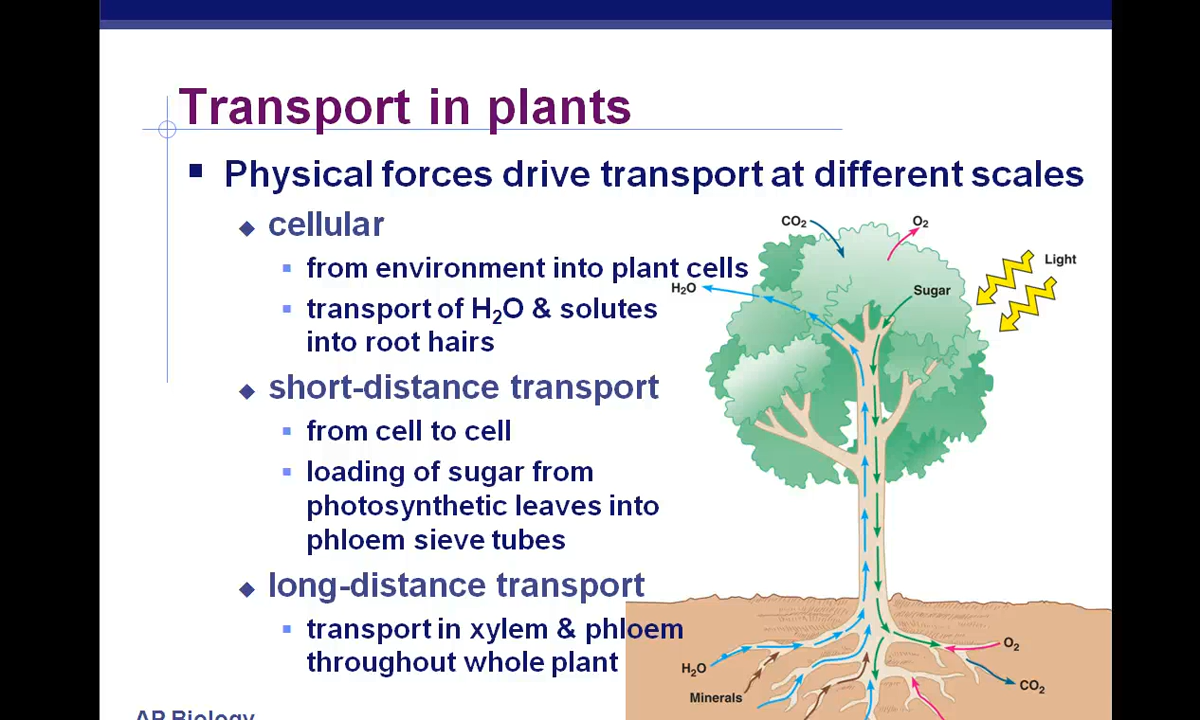 Transport in plants
Physical forces drive transport at different scales
cellular
from environment into plant cells
transport of H₂O & solutes
into root hairs
short-distance transport
from cell to cell
loading of sugar from
photosynthetic leaves into
phloem sieve tubes
long-distance transport
transport in xylem & phloem
throughout whole plant
CO₂
O₂
Light
H₂O
Sugar
O₂
H₂O
CO₂
Minerals
AP Biology